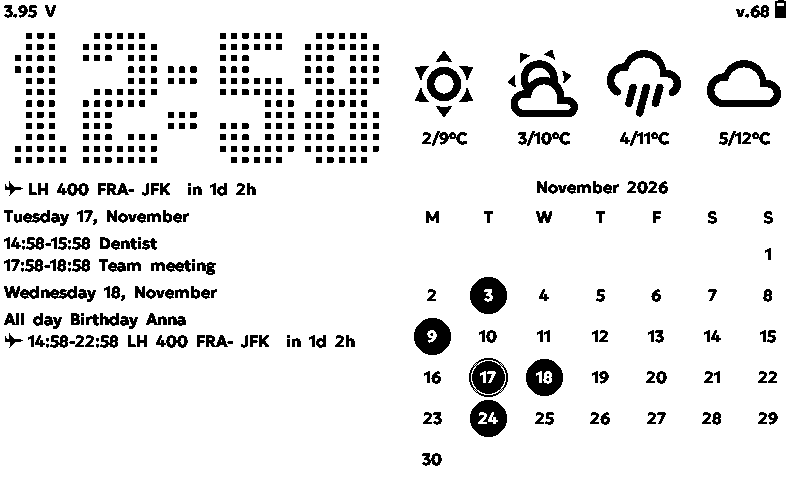 3.95 V
v.68
12:58
2/9°C 3/10°C 4/11°C 5/12°C
LH 400 FRA- JFK in 1d 2h
Tuesday 17, November
14:58-15:58 Dentist
17:58-18:58 Team meeting
Wednesday 18, November
All day Birthday Anna
14:58-22:58 LH 400 FRA- JFK in 1d 2h
November 2026
M T W T F S S
1
2 3 4 5 6 7 8
9 10 11 12 13 14 15
16 17 18 19 20 21 22
23 24 25 26 27 28 29
30